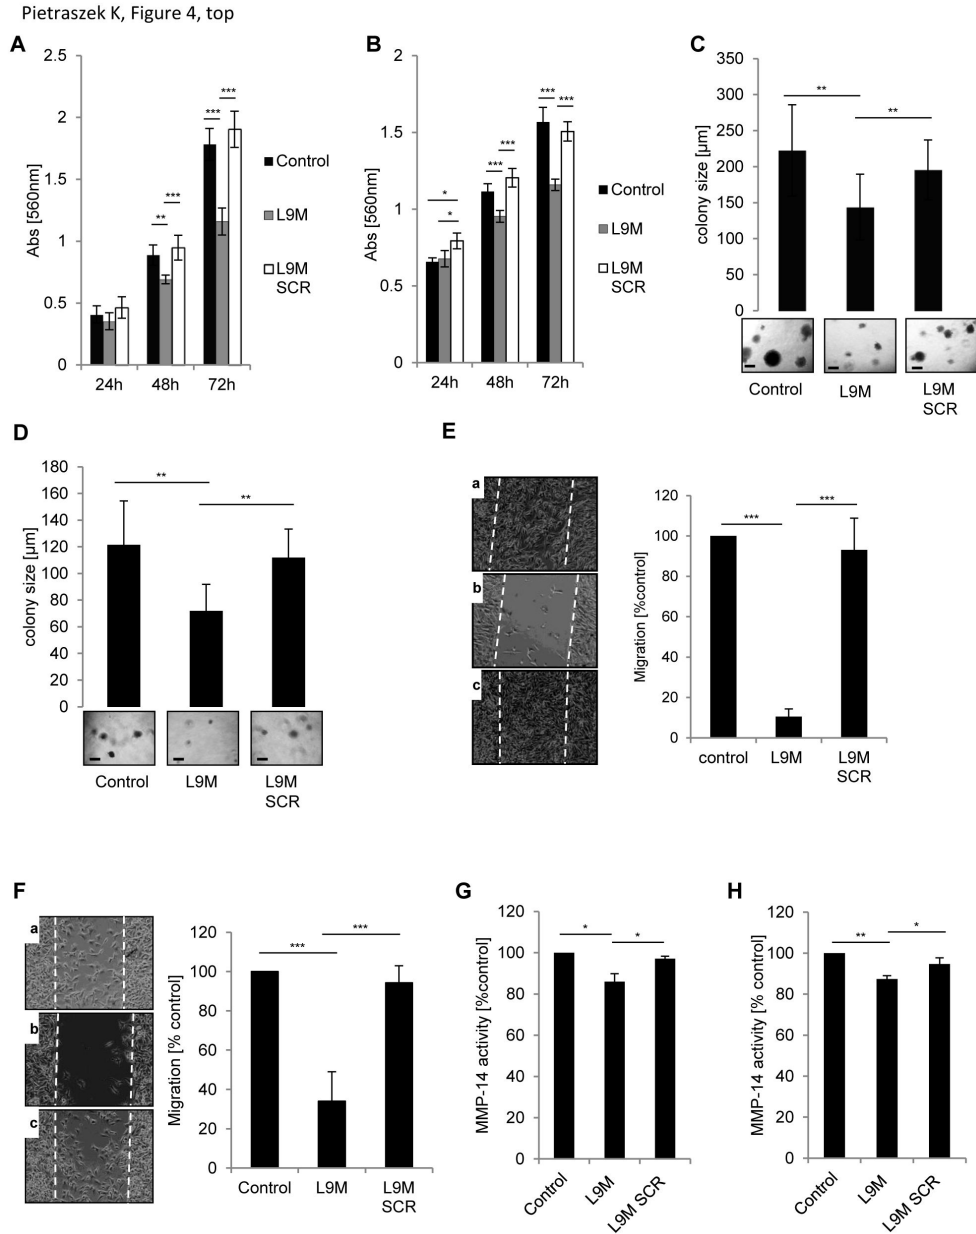 Pietraszek K, Figure 4, top
A
2.5
2
1.5
1
0.5
0
Abs [560nm]
24h
48h
72h
**
***
***
***
Control
L9M
L9M
SCR
B
2
1.5
1
0.5
0
Abs [560nm]
24h
48h
72h
*
*
***
***
***
***
Control
L9M
L9M
SCR
C
350
300
250
200
150
100
50
0
colony size [µm]
**
**
Control
L9M
L9M
SCR
D
180
160
140
120
100
80
60
40
20
0
colony size [µm]
**
**
Control
L9M
L9M
SCR
E
a
b
c
120
100
80
60
40
20
0
Migration [%control]
***
***
control
L9M
L9M
SCR
F
a
b
c
120
100
80
60
40
20
0
Migration [% control]
***
***
Control
L9M
L9M
SCR
G
120
100
80
60
40
20
0
MMP-14 activity [%control]
*
*
Control
L9M
L9M SCR
H
120
100
80
60
40
20
0
MMP-14 activity [% control]
**
*
Control
L9M
L9M SCR